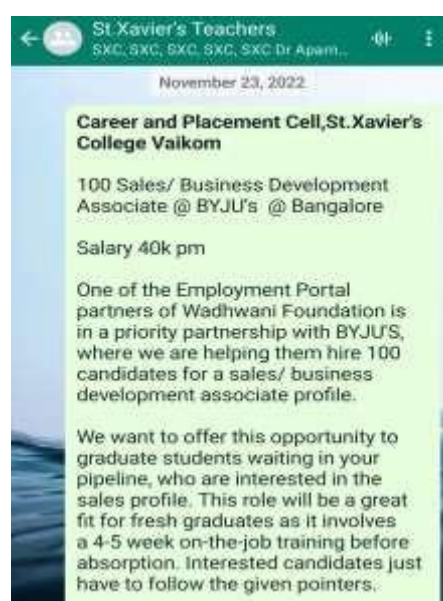 St.Xavier's Teachers
SXC, SXC, SXC, SXC, SXC Dr Aparn...
November 23, 2022
Career and Placement Cell,St.Xavier's
College Vaikom
100 Sales/ Business Development
Associate @ BYJU's @ Bangalore
Salary 40k pm
One of the Employment Portal
partners of Wadhwani Foundation is
in a priority partnership with BYJU'S,
where we are helping them hire 100
candidates for a sales/ business
development associate profile.
We want to offer this opportunity to
graduate students waiting in your
pipeline, who are interested in the
sales profile. This role will be a great
fit for fresh graduates as it involves
a 4-5 week on-the-job training before
absorption. Interested candidates just
have to follow the given pointers.